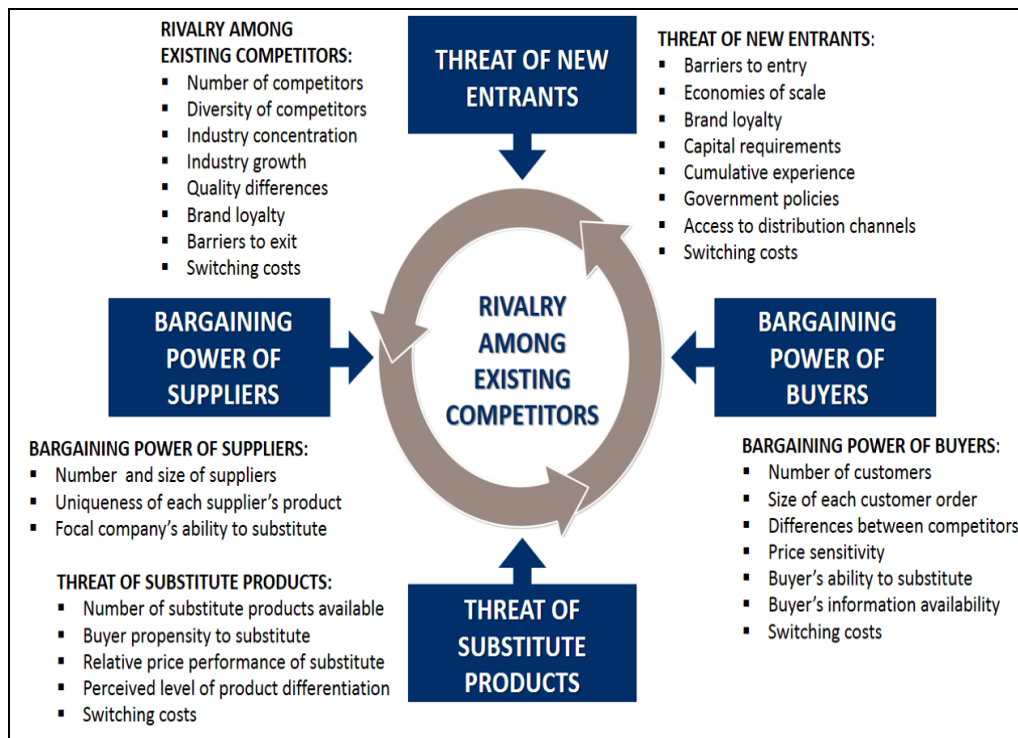 RIVALRY AMONG
EXISTING COMPETITORS:
▪ Number of competitors
▪ Diversity of competitors
▪ Industry concentration
▪ Industry growth
▪ Quality differences
▪ Brand loyalty
▪ Barriers to exit
▪ Switching costs
THREAT OF NEW
ENTRANTS
THREAT OF NEW ENTRANTS:
▪ Barriers to entry
▪ Economies of scale
▪ Brand loyalty
▪ Capital requirements
▪ Cumulative experience
▪ Government policies
▪ Access to distribution channels
▪ Switching costs
BARGAINING
POWER OF
SUPPLIERS
RIVALRY
AMONG
EXISTING
COMPETITORS
BARGAINING
POWER OF
BUYERS
BARGAINING POWER OF SUPPLIERS:
▪ Number and size of suppliers
▪ Uniqueness of each supplier’s product
▪ Focal company’s ability to substitute
BARGAINING POWER OF BUYERS:
▪ Number of customers
▪ Size of each customer order
▪ Differences between competitors
▪ Price sensitivity
▪ Buyer’s ability to substitute
▪ Buyer’s information availability
▪ Switching costs
THREAT OF SUBSTITUTE PRODUCTS:
▪ Number of substitute products available
▪ Buyer propensity to substitute
▪ Relative price performance of substitute
▪ Perceived level of product differentiation
▪ Switching costs
THREAT OF
SUBSTITUTE
PRODUCTS